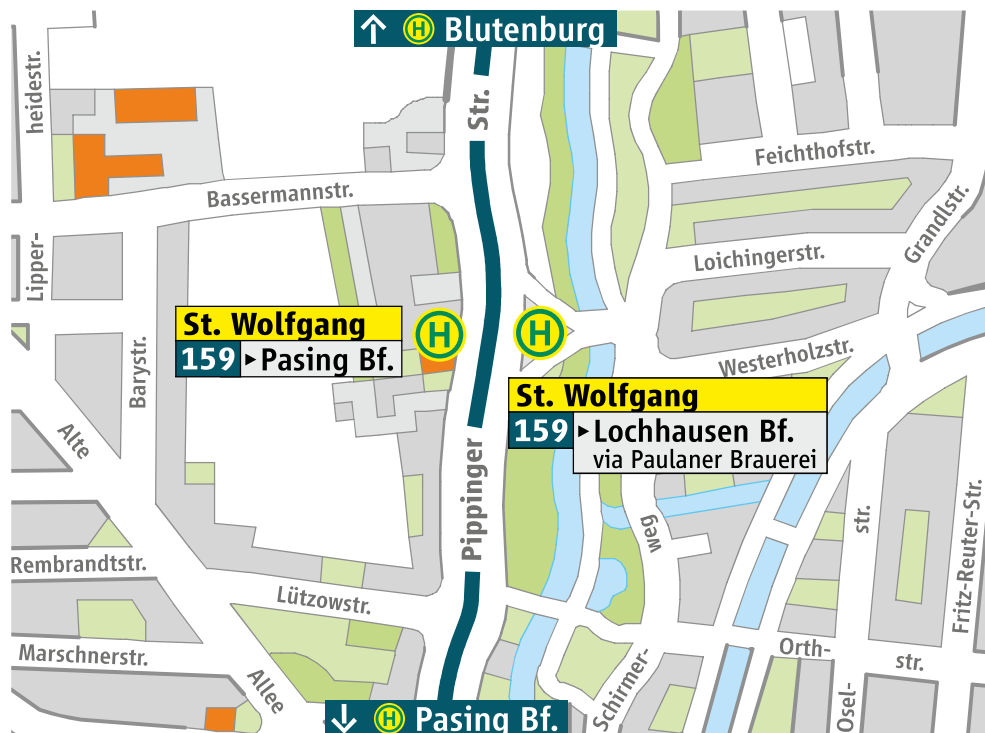 ↑ H Blutenburg
heidestr.
Str.
Feichthofstr.
Bassermannstr.
Grandlstr.
Lipper-
Loichingerstr.
St. Wolfgang
159 ▸ Pasing Bf.
H
H
Barystr.
Westerholzstr.
St. Wolfgang
159 ▸ Lochhausen Bf.
via Paulaner Brauerei
Alte
Pippinger
weg
str.
Fritz-Reuter-Str.
Rembrandtstr.
Lützowstr.
Marschnerstr.
Orth-
str.
Allee
Schirmer-
Osel-
↓ H Pasing Bf.